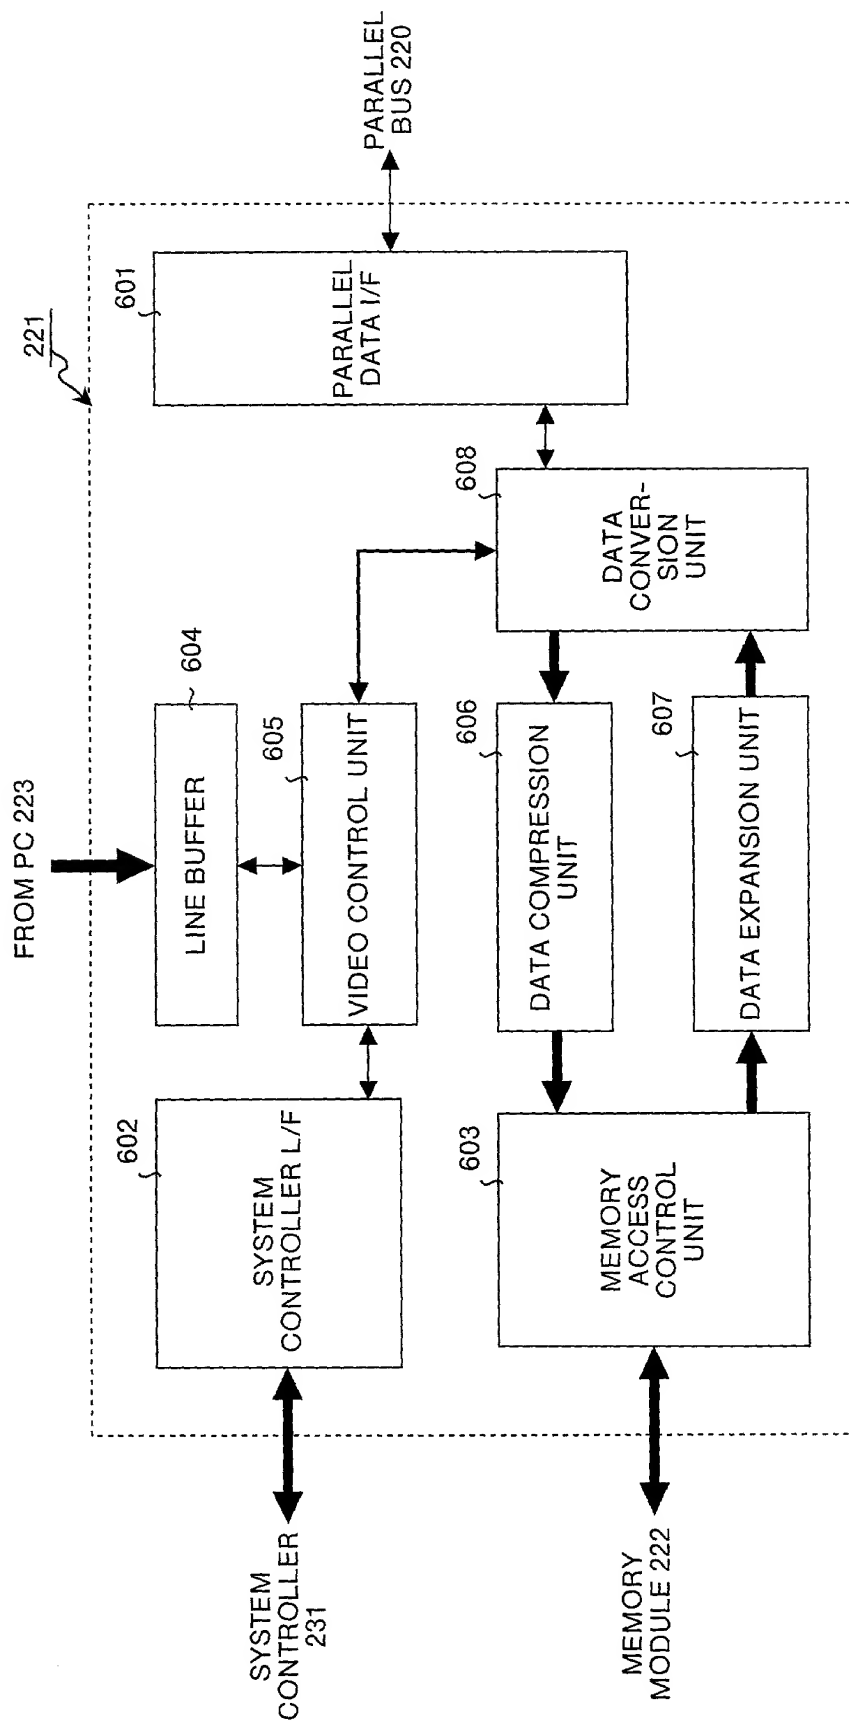 FROM PC 223
221
604
LINE BUFFER
602
SYSTEM
CONTROLLER L/F
605
VIDEO CONTROL UNIT
601
PARALLEL
DATA I/F
SYSTEM
CONTROLLER
231
PARALLEL
BUS 220
603
MEMORY
ACCESS
CONTROL
UNIT
606
DATA COMPRESSION
UNIT
608
DATA
CONVER-
SION
UNIT
607
DATA EXPANSION UNIT
MEMORY
MODULE 222